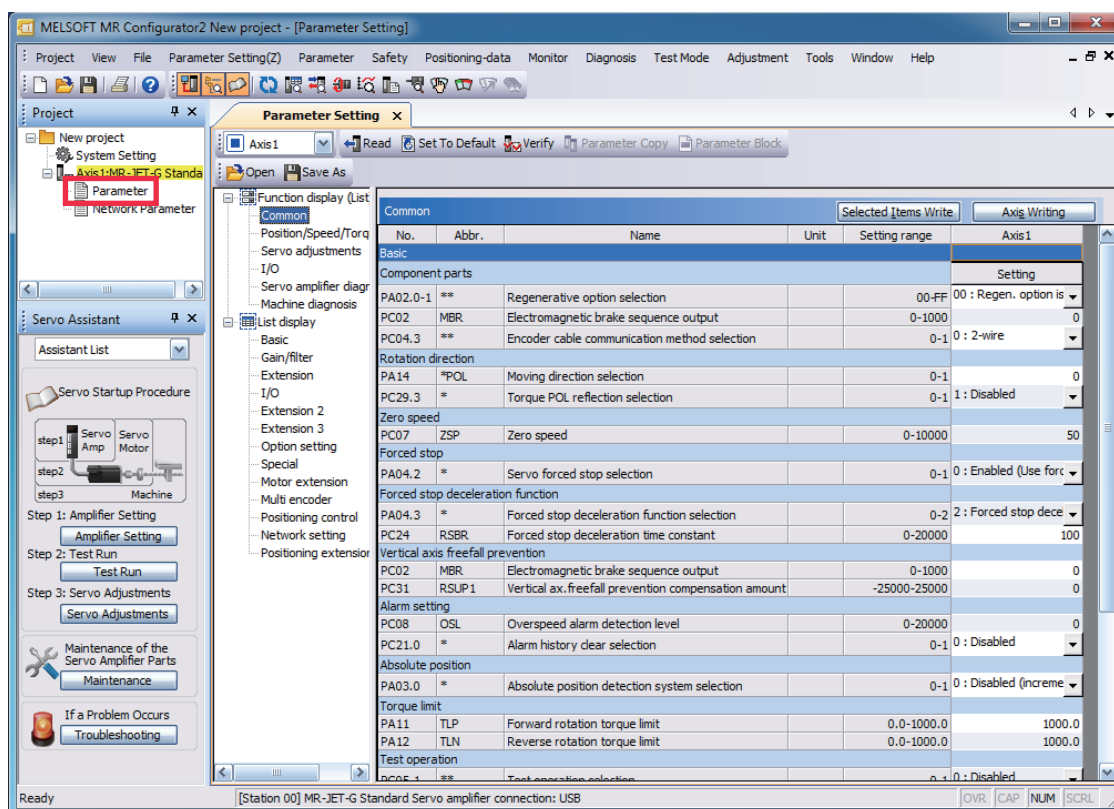 MELSOFT MR Configurator2 New project - [Parameter Setting]
Project View File Parameter Setting(Z) Parameter Safety Positioning-data Monitor Diagnosis Test Mode Adjustment Tools Window Help
Project
New project
System Setting
Axis1:MR-JET-G Standa
Parameter
Network Parameter
Servo Assistant
Assistant List
Servo Startup Procedure
step1 Servo Amp Servo Motor
step2
step3 Machine
Step 1: Amplifier Setting
Amplifier Setting
Step 2: Test Run
Test Run
Step 3: Servo Adjustments
Servo Adjustments
Maintenance of the
Servo Amplifier Parts
Maintenance
If a Problem Occurs
Troubleshooting
Parameter Setting
Axis1 Read Set To Default Verify Parameter Copy Parameter Block
Open Save As
Function display (List
Common
Position/Speed/Torq
Servo adjustments
I/O
Servo amplifier diagr
Machine diagnosis
List display
Basic
Gain/filter
Extension
I/O
Extension 2
Extension 3
Option setting
Special
Motor extension
Multi encoder
Positioning control
Network setting
Positioning extension
Common Selected Items Write Axis Writing
No. Abbr. Name Unit Setting range Axis1
Basic
Component parts Setting
PA02.0-1 ** Regenerative option selection 00-FF 00 : Regen. option is
PC02 MBR Electromagnetic brake sequence output 0-1000 0
PC04.3 ** Encoder cable communication method selection 0-1 0 : 2-wire
Rotation direction
PA14 *POL Moving direction selection 0-1 0
PC29.3 * Torque POL reflection selection 0-1 1 : Disabled
Zero speed
PC07 ZSP Zero speed 0-10000 50
Forced stop
PA04.2 * Servo forced stop selection 0-1 0 : Enabled (Use forc
Forced stop deceleration function
PA04.3 * Forced stop deceleration function selection 0-2 2 : Forced stop dece
PC24 RSBR Forced stop deceleration time constant 0-20000 100
Vertical axis freefall prevention
PC02 MBR Electromagnetic brake sequence output 0-1000 0
PC31 RSUP1 Vertical ax.freefall prevention compensation amount -25000-25000 0
Alarm setting
PC08 OSL Overspeed alarm detection level 0-20000 0
PC21.0 * Alarm history clear selection 0-1 0 : Disabled
Absolute position
PA03.0 * Absolute position detection system selection 0-1 0 : Disabled (increme
Torque limit
PA11 TLP Forward rotation torque limit 0.0-1000.0 1000.0
PA12 TLN Reverse rotation torque limit 0.0-1000.0 1000.0
Test operation
PC05.1 ** Test operation selection 0-1 0 : Disabled
Ready [Station 00] MR-JET-G Standard Servo amplifier connection: USB OVR CAP NUM SCRL